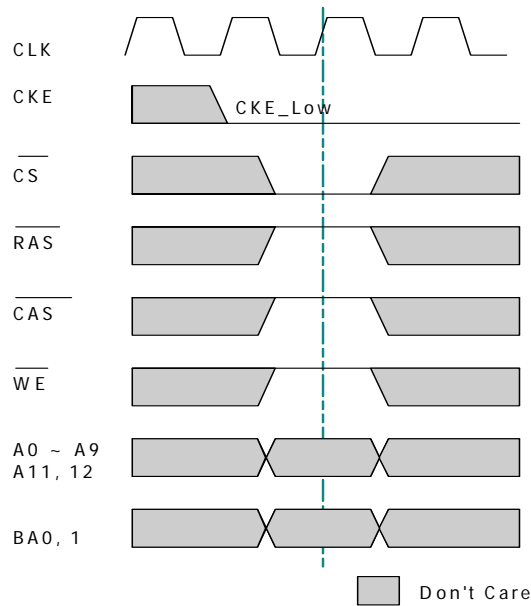 CLK
CKE
CKE_Low
CS
RAS
CAS
WE
A0 ~ A9
A11, 12
BA0, 1
Don't Care